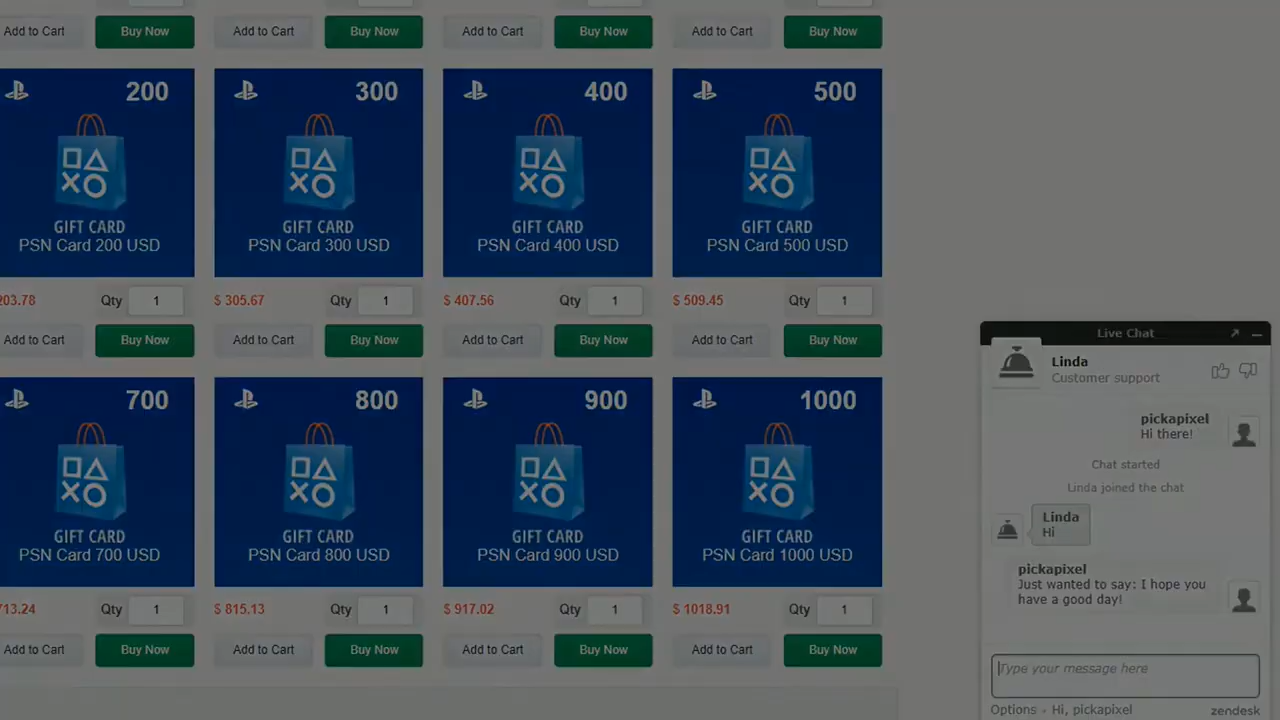 Add to Cart Buy Now Add to Cart Buy Now Add to Cart Buy Now Add to Cart Buy Now
200 300 400 500
GIFT CARD GIFT CARD GIFT CARD GIFT CARD
PSN Card 200 USD PSN Card 300 USD PSN Card 400 USD PSN Card 500 USD
203.78 Qty 1 $ 305.67 Qty 1 $ 407.56 Qty 1 $ 509.45 Qty 1
Add to Cart Buy Now Add to Cart Buy Now Add to Cart Buy Now Add to Cart Buy Now
700 800 900 1000
GIFT CARD GIFT CARD GIFT CARD GIFT CARD
PSN Card 700 USD PSN Card 800 USD PSN Card 900 USD PSN Card 1000 USD
713.24 Qty 1 $ 815.13 Qty 1 $ 917.02 Qty 1 $ 1018.91 Qty 1
Add to Cart Buy Now Add to Cart Buy Now Add to Cart Buy Now Add to Cart Buy Now
Live Chat
Linda
Customer support
pickapixel
Hi there!
Chat started
Linda joined the chat
Linda
Hi
pickapixel
Just wanted to say: I hope you
have a good day!
Type your message here
Options - Hi, pickapixel zendesk